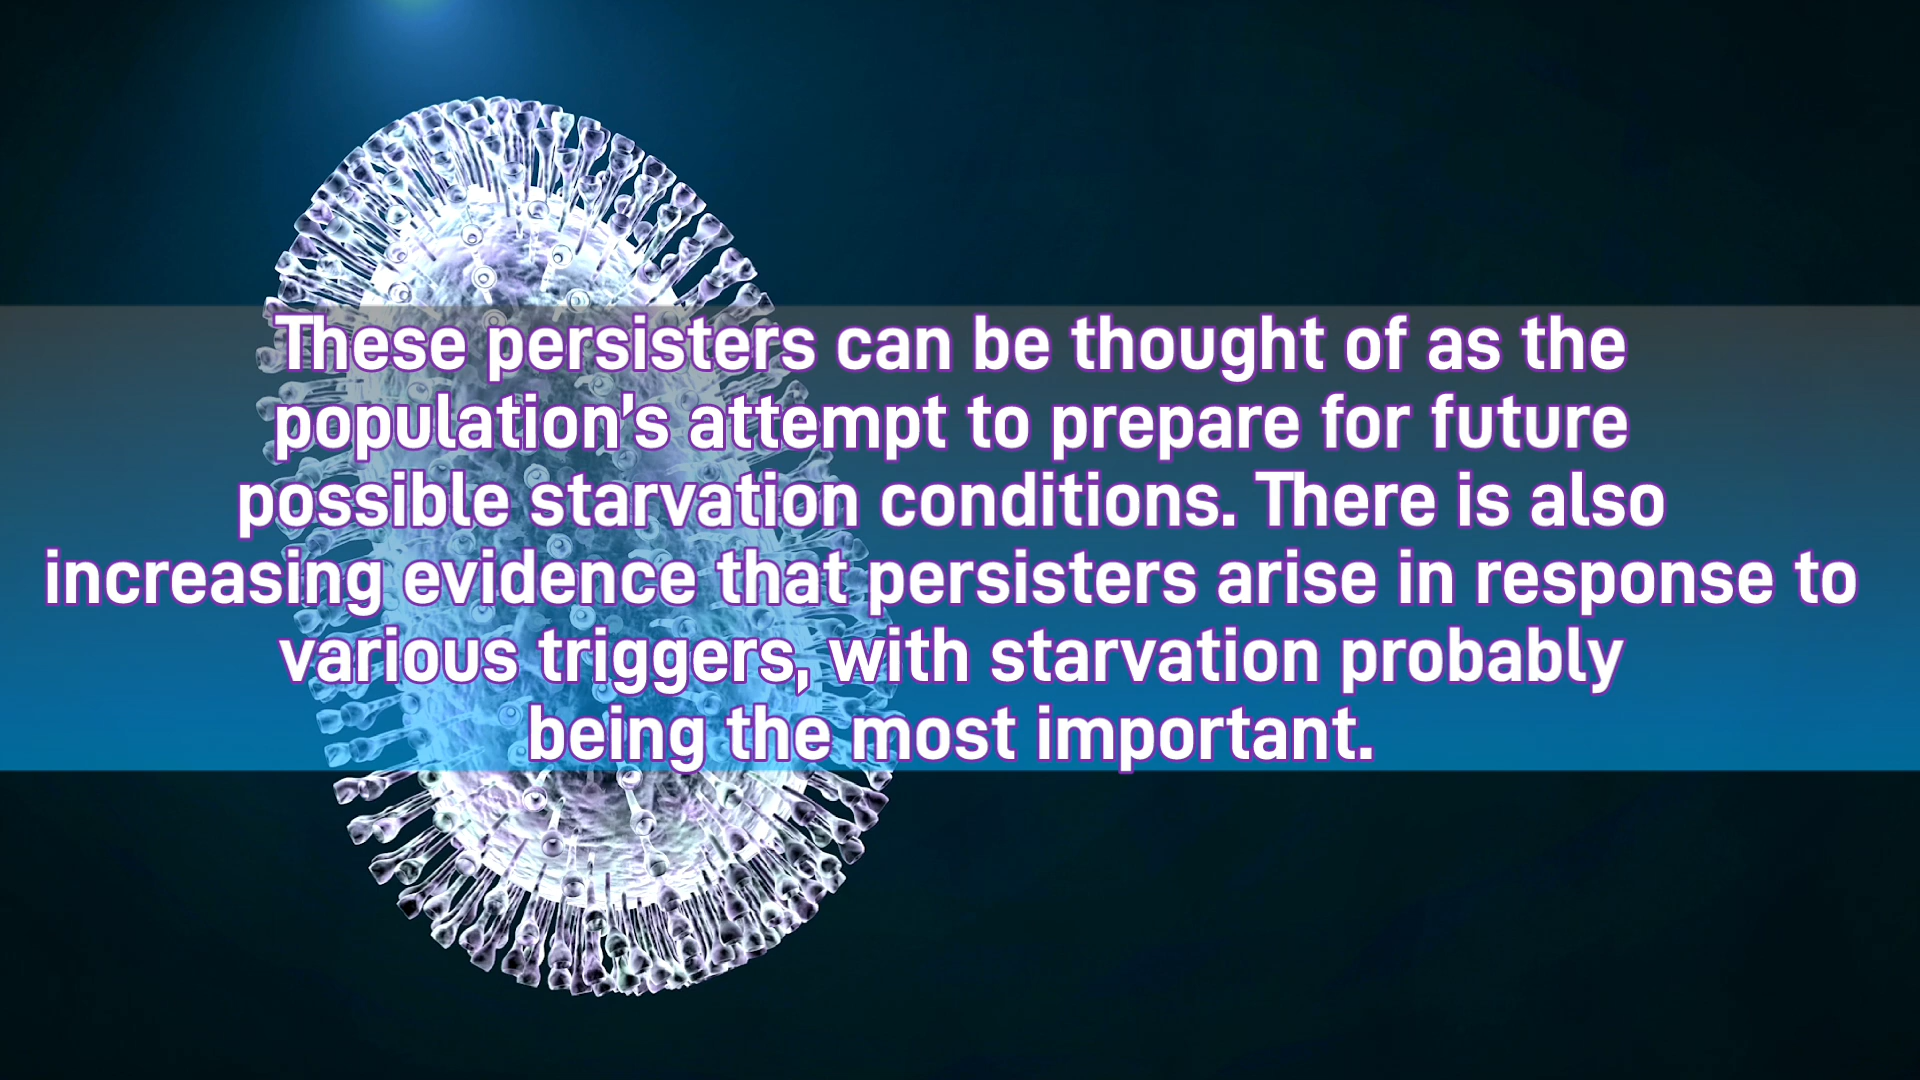 These persisters can be thought of as the
population's attempt to prepare for future
possible starvation conditions. There is also
increasing evidence that persisters arise in response to
various triggers, with starvation probably
being the most important.